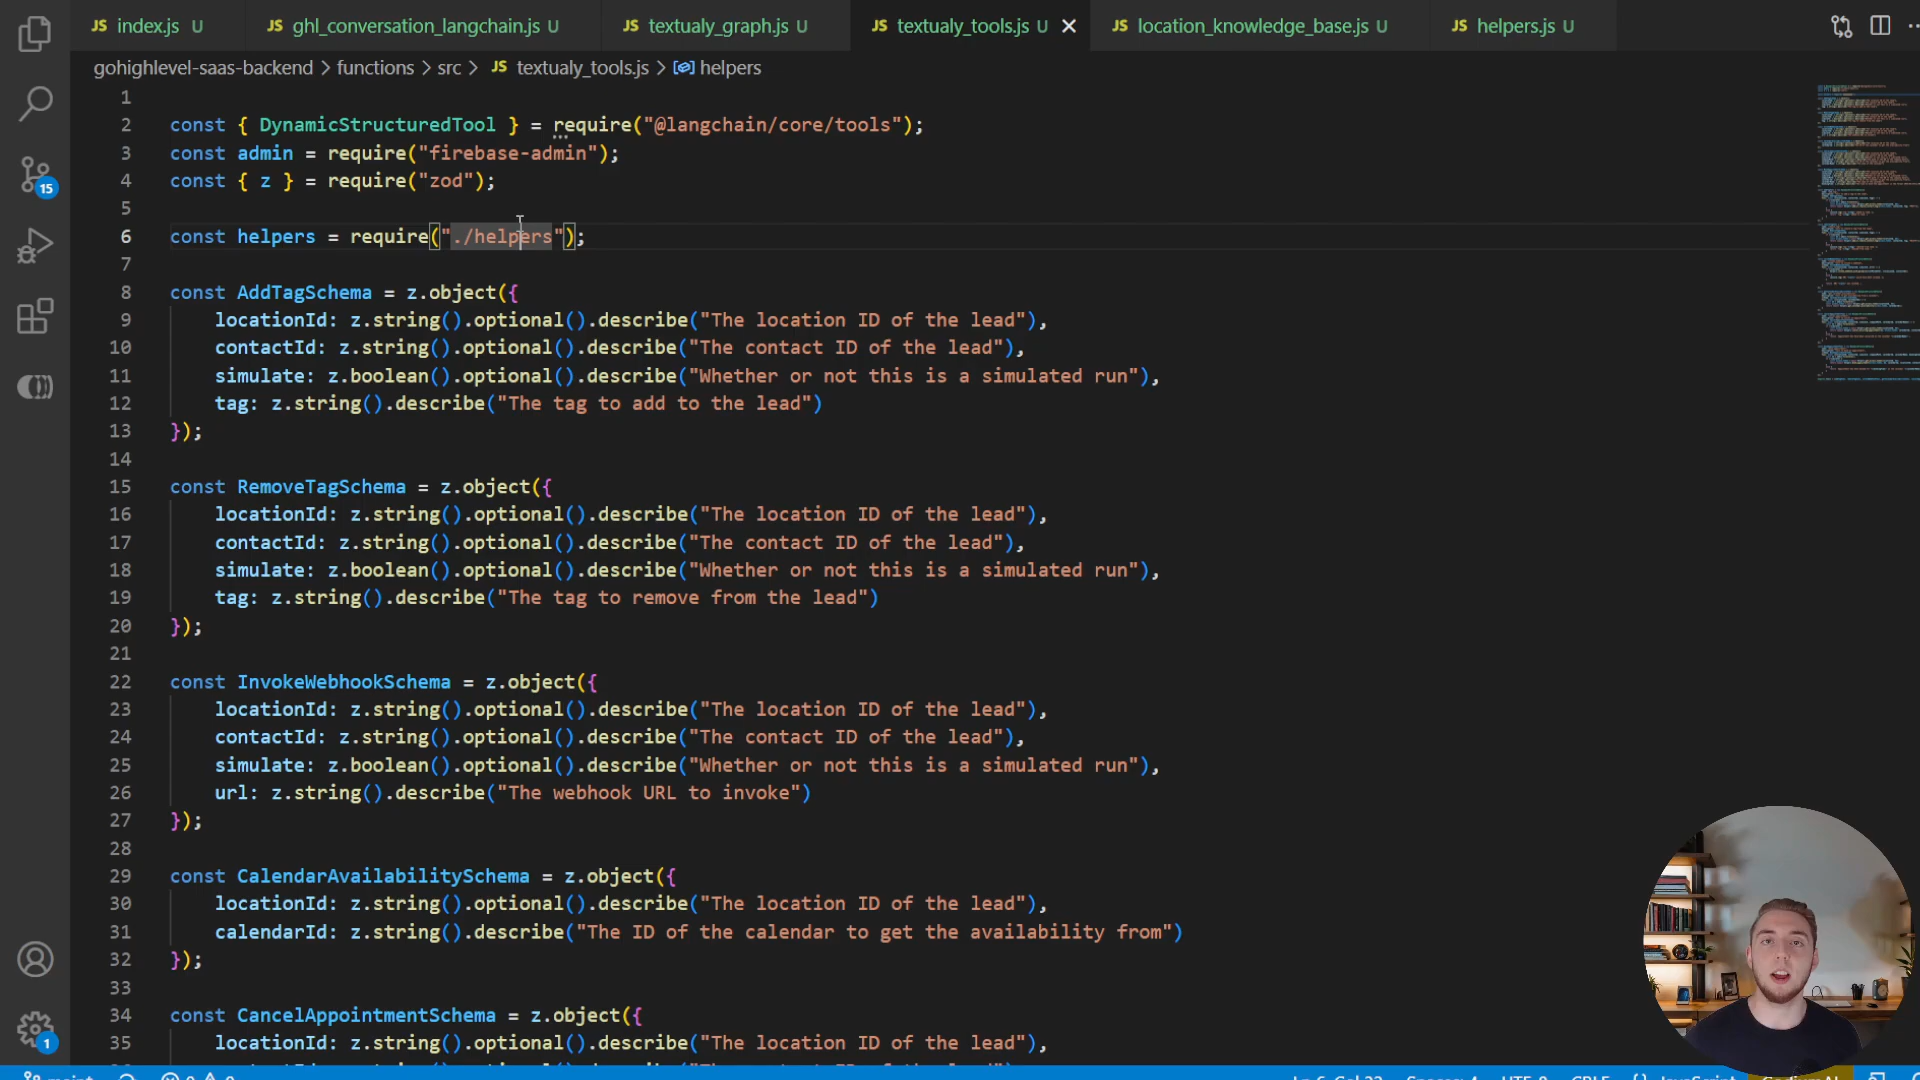 JS index.js U
JS ghl_conversation_langchain.js U
JS textualy_graph.js U
JS textualy_tools.js U
JS location_knowledge_base.js U
JS helpers.js U
gohighlevel-saas-backend > functions > src > JS textualy_tools.js > helpers
1
2 const { DynamicStructuredTool } = require("@langchain/core/tools");
3 const admin = require("firebase-admin");
4 const { z } = require("zod");
5
6 const helpers = require("./helpers");
7
8 const AddTagSchema = z.object({
9 locationId: z.string().optional().describe("The location ID of the lead"),
10 contactId: z.string().optional().describe("The contact ID of the lead"),
11 simulate: z.boolean().optional().describe("Whether or not this is a simulated run"),
12 tag: z.string().describe("The tag to add to the lead")
13 });
14
15 const RemoveTagSchema = z.object({
16 locationId: z.string().optional().describe("The location ID of the lead"),
17 contactId: z.string().optional().describe("The contact ID of the lead"),
18 simulate: z.boolean().optional().describe("Whether or not this is a simulated run"),
19 tag: z.string().describe("The tag to remove from the lead")
20 });
21
22 const InvokeWebhookSchema = z.object({
23 locationId: z.string().optional().describe("The location ID of the lead"),
24 contactId: z.string().optional().describe("The contact ID of the lead"),
25 simulate: z.boolean().optional().describe("Whether or not this is a simulated run"),
26 url: z.string().describe("The webhook URL to invoke")
27 });
28
29 const CalendarAvailabilitySchema = z.object({
30 locationId: z.string().optional().describe("The location ID of the lead"),
31 calendarId: z.string().describe("The ID of the calendar to get the availability from")
32 });
33
34 const CancelAppointmentSchema = z.object({
35 locationId: z.string().optional().describe("The location ID of the lead"),
15
1